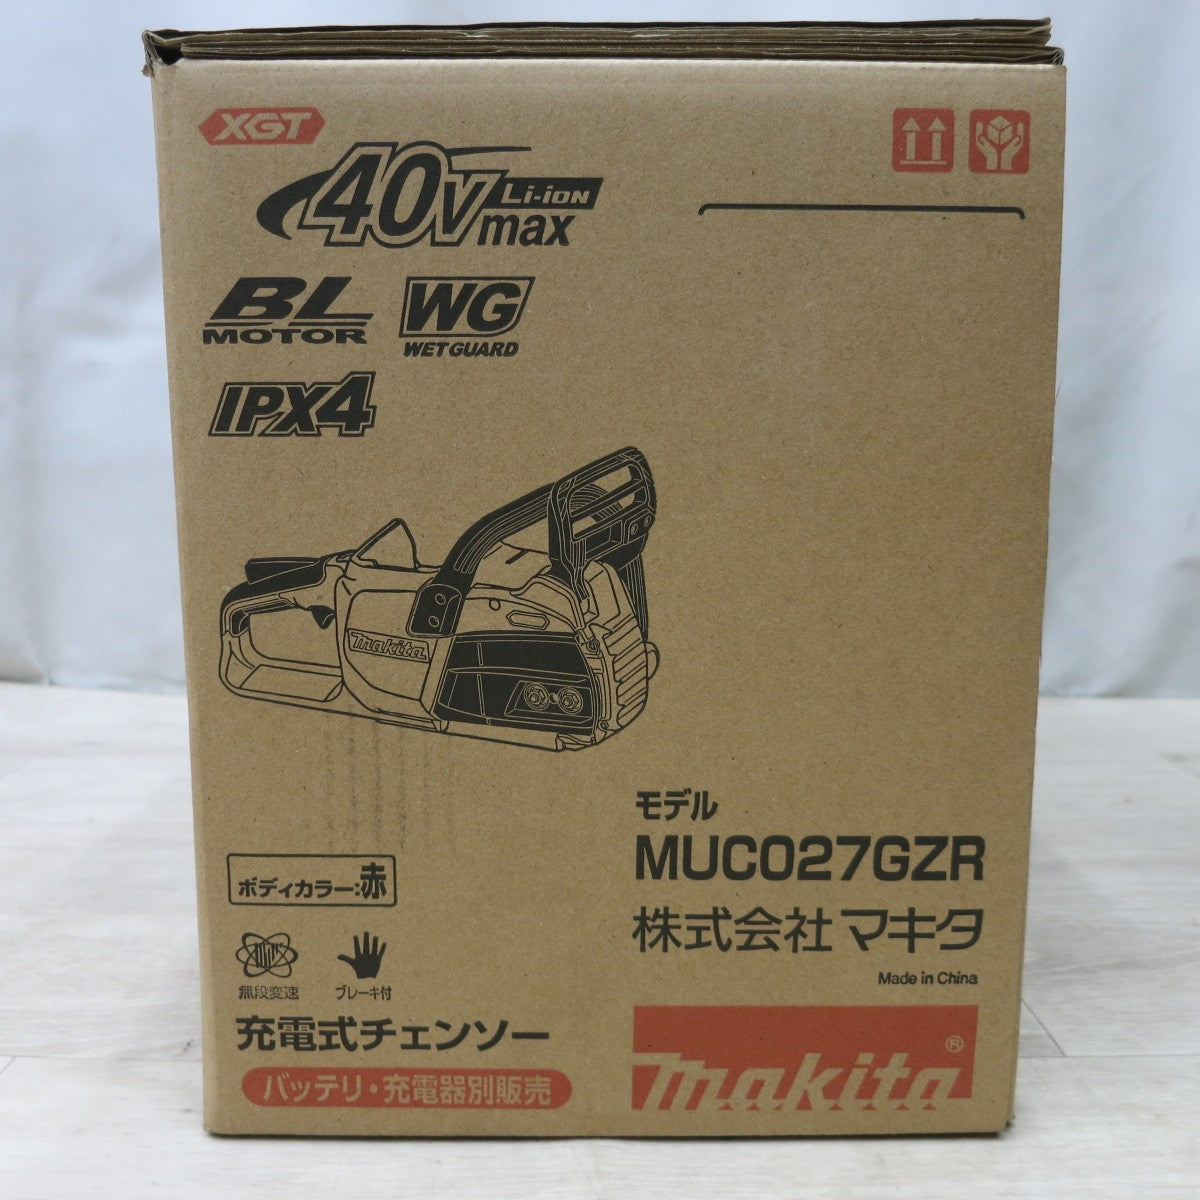 XGT
40Vmax Li-ion
BL MOTOR
WG WET GUARD
IPX4
makita
モデル
MUC027GZR
株式会社マキタ
Made in China
ボディカラー:赤
無段変速
ブレーキ付
充電式チェンソー
バッテリ・充電器別販売
makita®